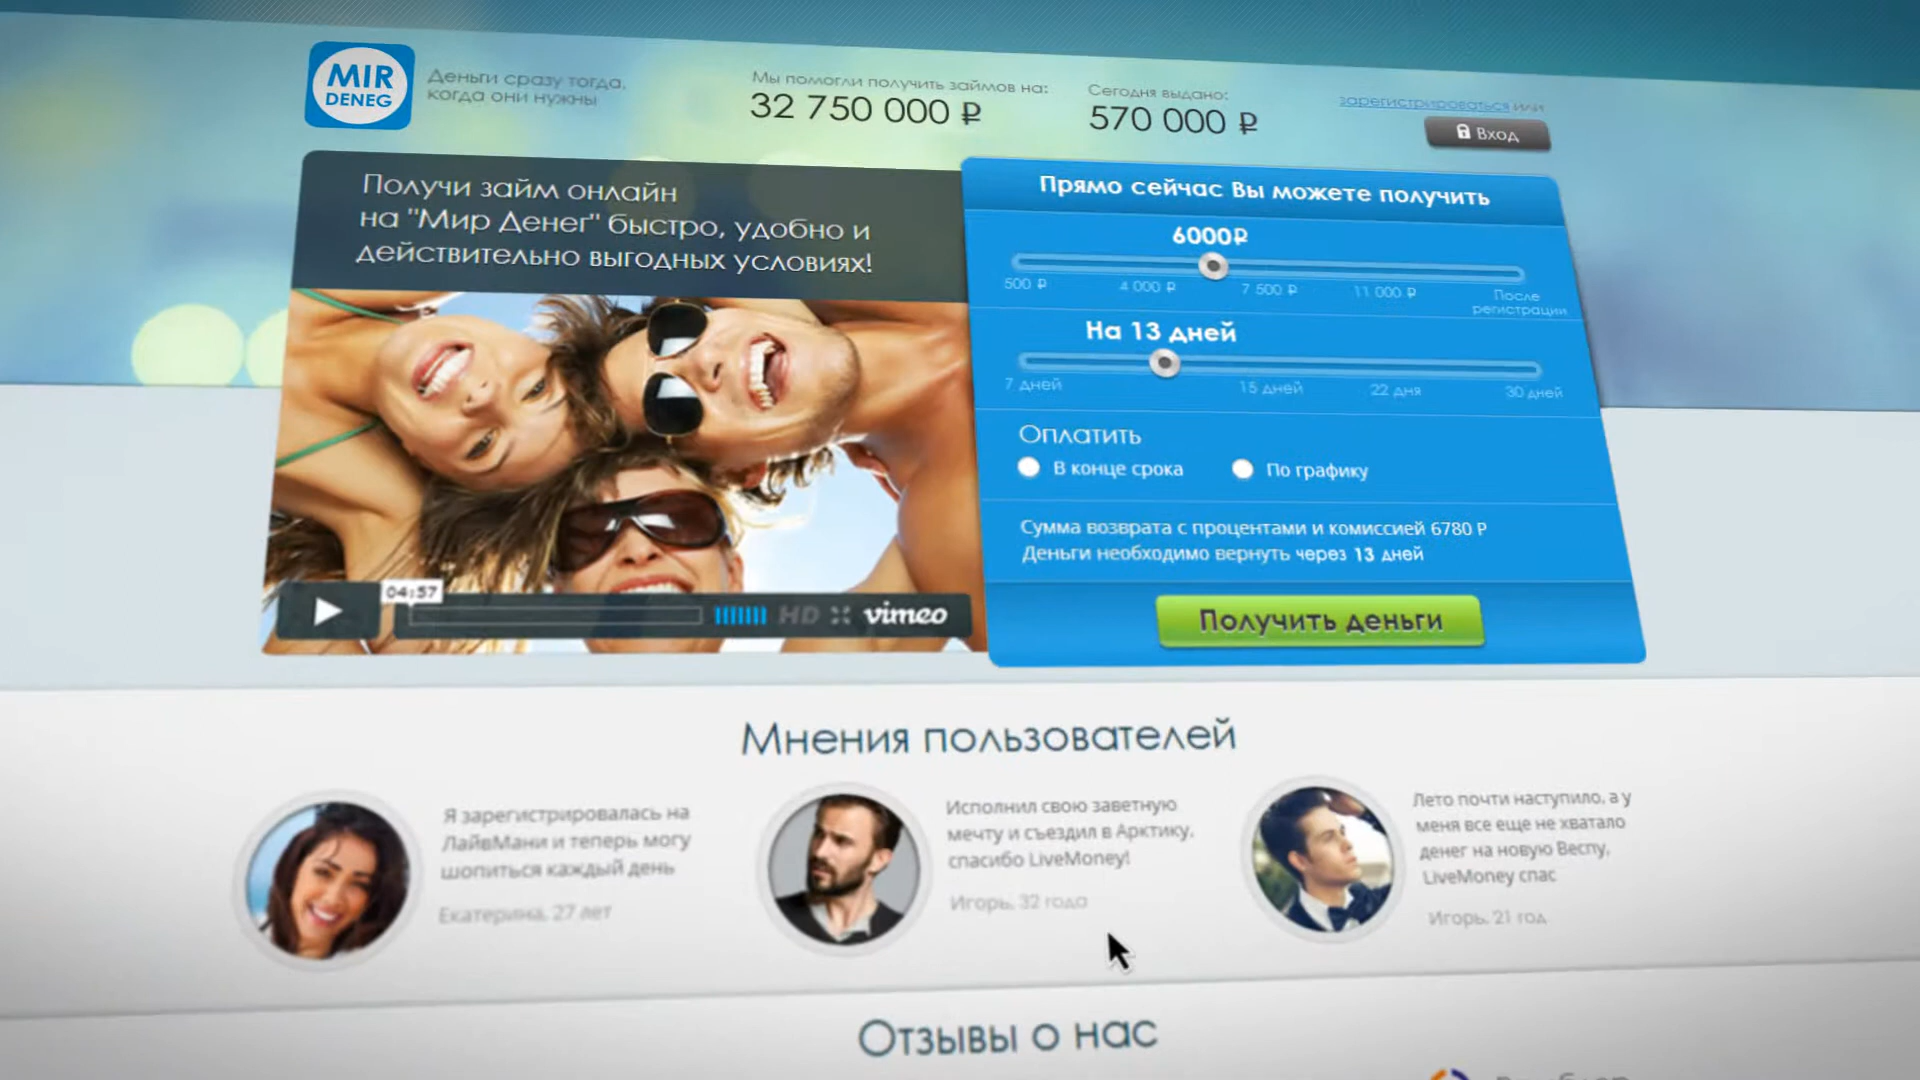 MIR
DENEG
Деньги сразу тогда,
когда они нужны
Мы помогли получить займов на:
32 750 000 ₽
Сегодня выдано:
570 000 ₽
зарегистрироваться или
Вход
Получи займ онлайн
на "Мир Денег" быстро, удобно и
действительно выгодных условиях!
04:57
HD
vimeo
Прямо сейчас Вы можете получить
6000₽
500 ₽ 4 000 ₽ 7 500 ₽ 11 000 ₽ После
регистрации
На 13 дней
7 дней 15 дней 22 дня 30 дней
Оплатить
В конце срока По графику
Сумма возврата с процентами и комиссией 6780 Р
Деньги необходимо вернуть через 13 дней
Получить деньги
Мнения пользователей
Я зарегистрировалась на
ЛайвМани и теперь могу
шопиться каждый день
Екатерина, 27 лет
Исполнил свою заветную
мечту и съездил в Арктику,
спасибо LiveMoney!
Игорь, 32 года
Лето почти наступило, а у
меня все еще не хватало
денег на новую Веспу,
LiveMoney спас
Игорь, 21 год
Отзывы о нас